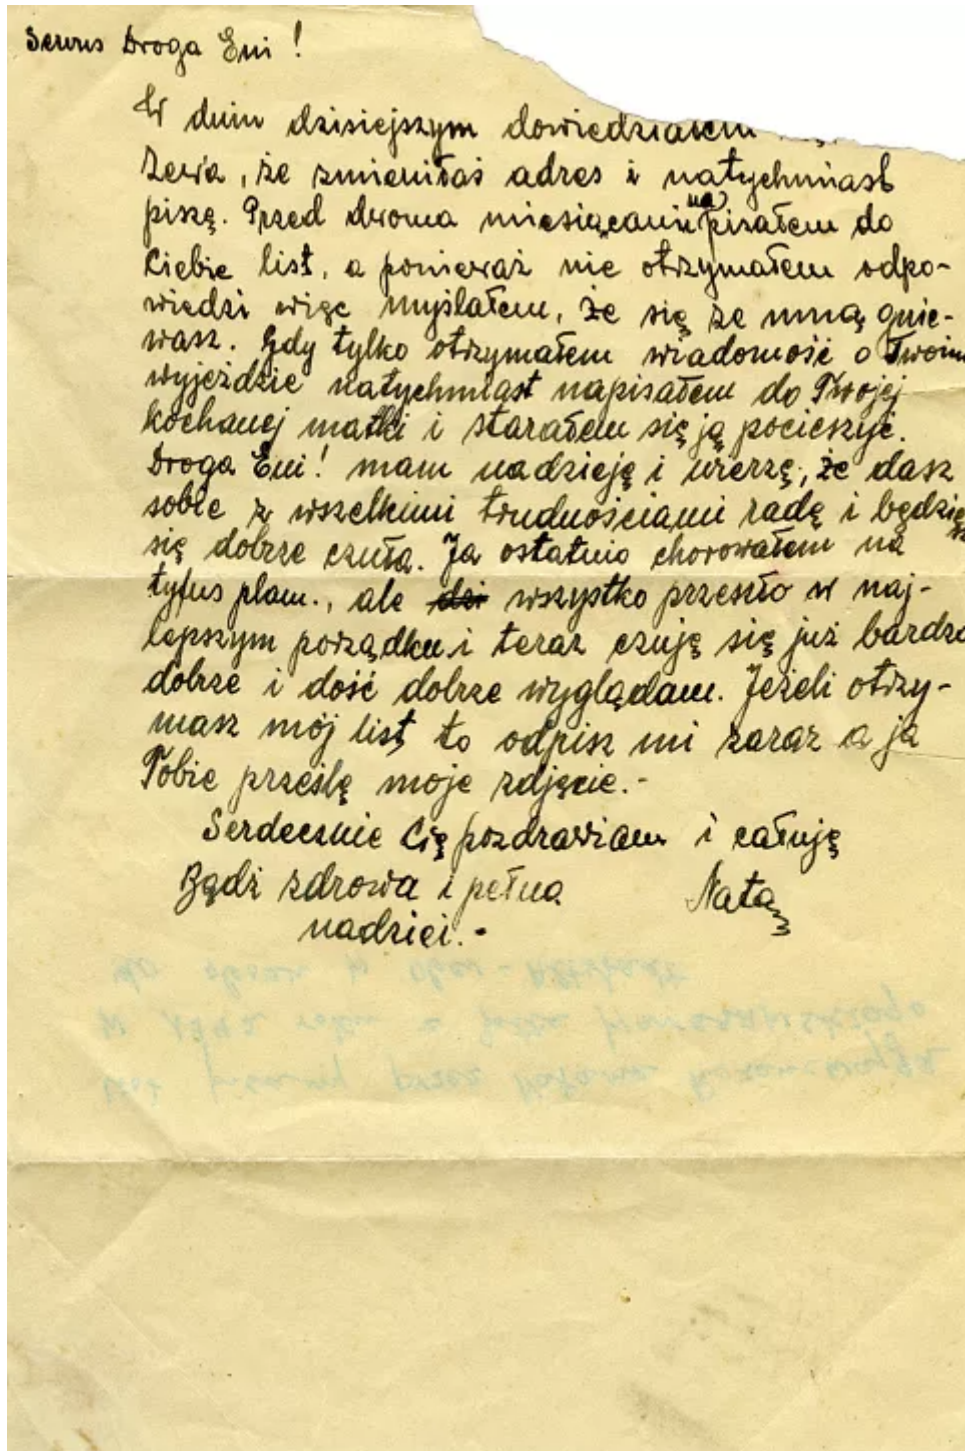 Serwus Droga Eni!
W dniu dzisiejszym dowiedziałem
Zewa, że zmieniłaś adres i natychmiast
piszę. Przed dwoma miesiącami napisałem do
Ciebie list, a ponieważ nie otrzymałem odpo-
wiedzi więc myślałem, że się ze mną gnie-
wasz. Gdy tylko otrzymałem wiadomość o Twoim
wyjeździe natychmiast napisałem do Twojej
kochanej matki i starałem się ją pocieszyć.
Droga Eni! mam nadzieję i wierzę, że dasz
sobie z wszelkimi trudnościami radę i będziesz
się dobrze czuła. Ja ostatnio chorowałem na
tyfus plam., ale wszystko przeszło w naj-
lepszym porządku i teraz czuję się już bardzo
dobrze i dość dobrze wyglądam. Jeżeli otrzy-
masz mój list, to odpisz mi zaraz a ja
Tobie prześlę moje zdjęcie.-
Serdecznie Cię pozdrawiam i całuję
Bądź zdrowa i pełna Natan
nadziei.-